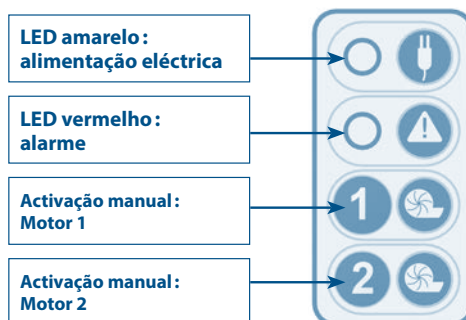 LED amarelo :
alimentação eléctrica
LED vermelho :
alarme
Activação manual :
Motor 1
1
Activação manual :
Motor 2
2